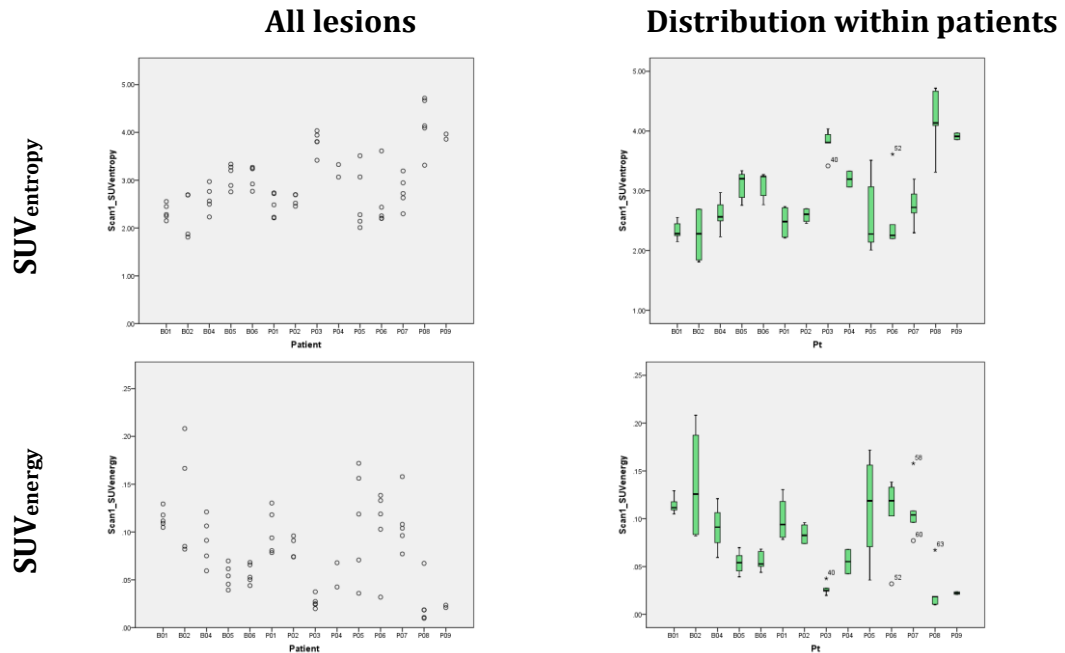 All lesions
Distribution within patients
SUVentropy
Scan1_SUVentropy
5.00
4.00
3.00
2.00
1.00
.00
B01 B02 B04 B05 B06 P01 P02 P03 P04 P05 P06 P07 P08 P09
Patient
Scan1_SUVentropy
5.00
4.00
3.00
2.00
1.00
40
52
B01 B02 B04 B05 B06 P01 P02 P03 P04 P05 P06 P07 P08 P09
Pt
SUVenergy
Scan1_SUVenergy
.25
.20
.15
.10
.05
.00
B01 B02 B04 B05 B06 P01 P02 P03 P04 P05 P06 P07 P08 P09
Patient
Scan1_SUVenergy
.25
.20
.15
.10
.05
.00
40
52
58
60
63
B01 B02 B04 B05 B06 P01 P02 P03 P04 P05 P06 P07 P08 P09
Pt